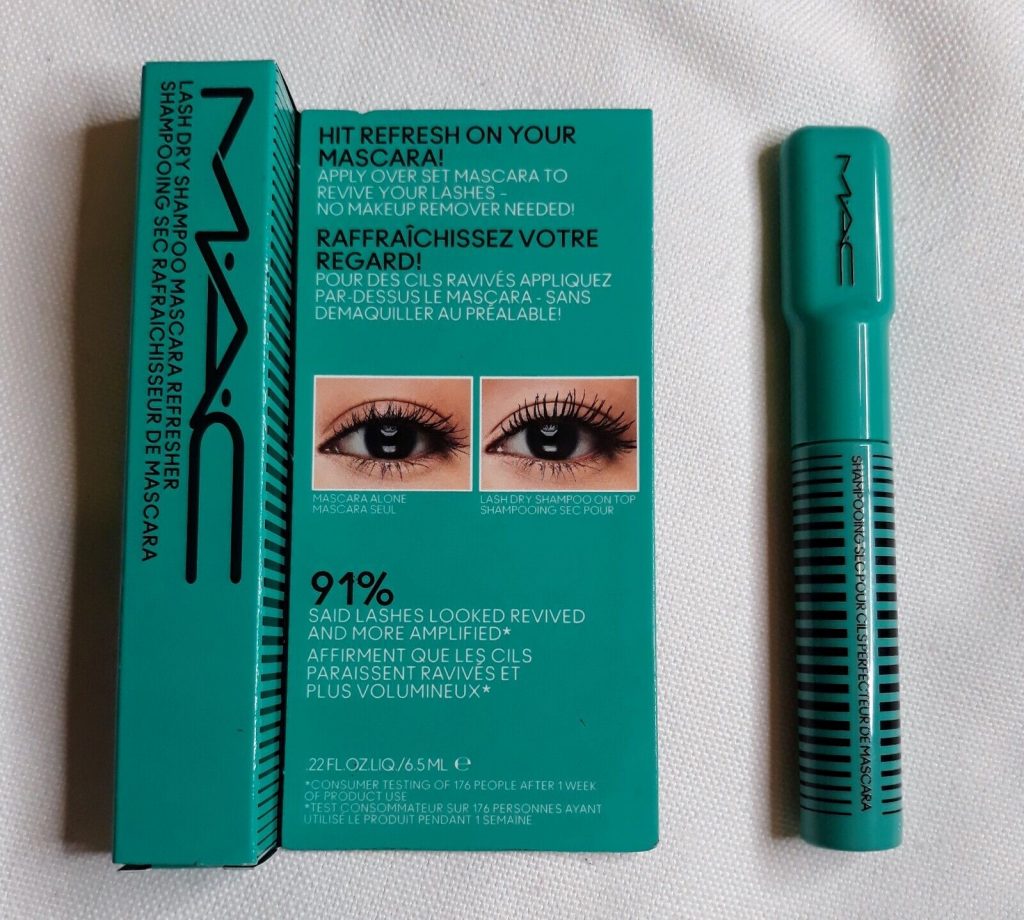 M·A·C
LASH DRY SHAMPOO MASCARA REFRESHER
SHAMPOOING SEC RAFRAICHISSEUR DE MASCARA
HIT REFRESH ON YOUR
MASCARA!
APPLY OVER SET MASCARA TO
REVIVE YOUR LASHES -
NO MAKEUP REMOVER NEEDED!
RAFFRAÎCHISSEZ VOTRE
REGARD!
POUR DES CILS RAVIVÉS APPLIQUEZ
PAR-DESSUS LE MASCARA - SANS
DEMAQUILLER AU PRÉALABLE!
MASCARA ALONE
MASCARA SEUL
LASH DRY SHAMPOO ON TOP
SHAMPOOING SEC POUR
91%
SAID LASHES LOOKED REVIVED
AND MORE AMPLIFIED*
AFFIRMENT QUE LES CILS
PARAISSENT RAVIVÉS ET
PLUS VOLUMINEUX*
.22 FL.OZ.LIQ./6.5 ML ℮
*CONSUMER TESTING OF 176 PEOPLE AFTER 1 WEEK
OF PRODUCT USE
*TEST CONSOMMATEUR SUR 176 PERSONNES AYANT
UTILISÉ LE PRODUIT PENDANT 1 SEMAINE
M·A·C
SHAMPOOING SEC POUR CILS PERFECTEUR DE MASCARA